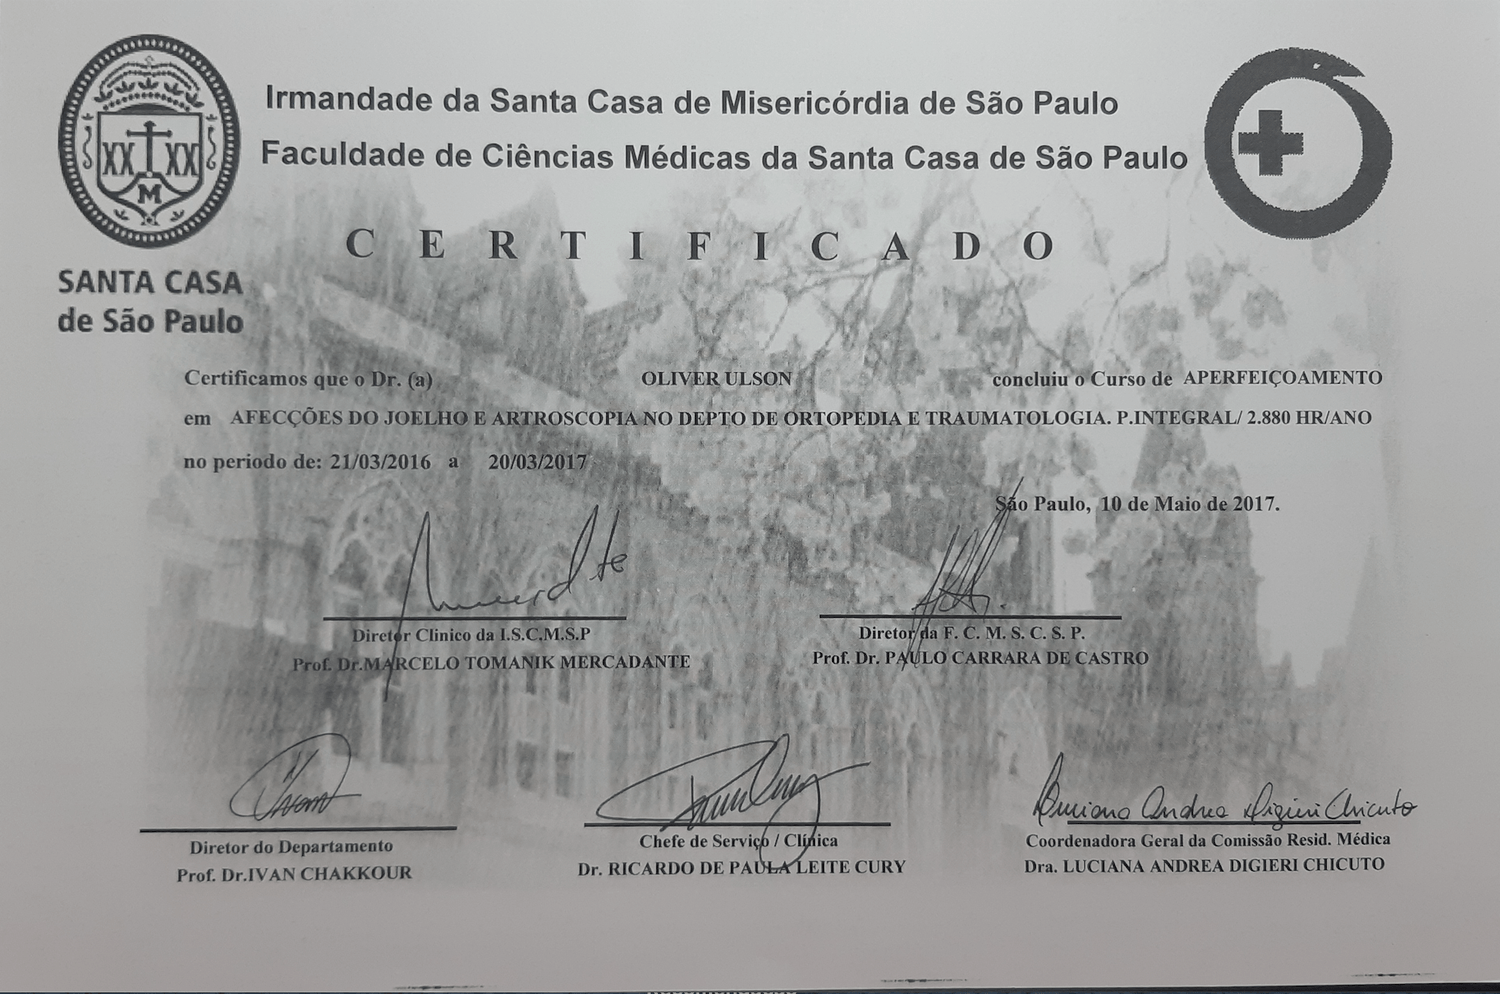 Irmandade da Santa Casa de Misericórdia de São Paulo
Faculdade de Ciências Médicas da Santa Casa de São Paulo
XX XX
M
SANTA CASA
de São Paulo
CERTIFICADO
Certificamos que o Dr. (a) OLIVER ULSON concluiu o Curso de APERFEIÇOAMENTO
em AFECÇÕES DO JOELHO E ARTROSCOPIA NO DEPTO DE ORTOPEDIA E TRAUMATOLOGIA. P.INTEGRAL/ 2.880 HR/ANO
no periodo de: 21/03/2016 a 20/03/2017
São Paulo, 10 de Maio de 2017.
Diretor Clinico da I.S.C.M.S.P
Prof. Dr.MARCELO TOMANIK MERCADANTE
Diretor da F. C. M. S. C. S. P.
Prof. Dr. PAULO CARRARA DE CASTRO
Diretor do Departamento
Prof. Dr.IVAN CHAKKOUR
Chefe de Serviço / Clínica
Dr. RICARDO DE PAULA LEITE CURY
Luciana Andrea Digieri Chicuto
Coordenadora Geral da Comissão Resid. Médica
Dra. LUCIANA ANDREA DIGIERI CHICUTO